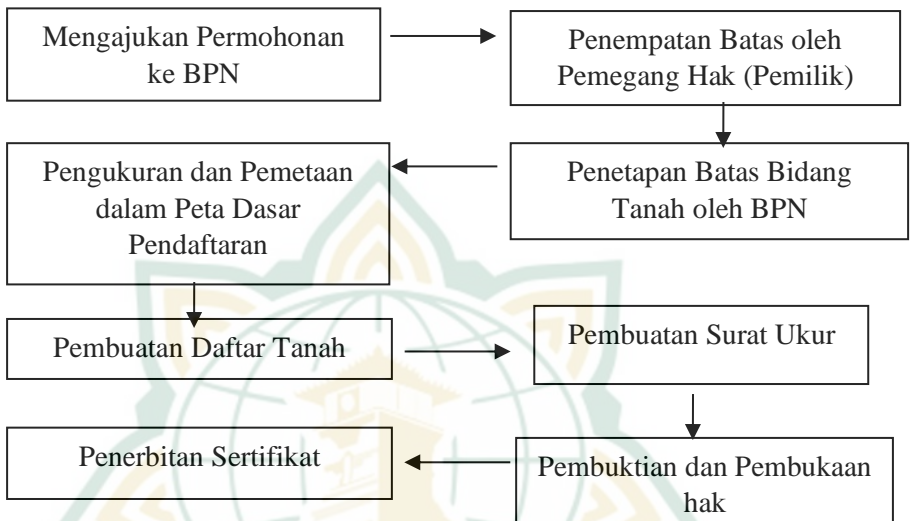 Mengajukan Permohonan
ke BPN
Penempatan Batas oleh
Pemegang Hak (Pemilik)
Penetapan Batas Bidang
Tanah oleh BPN
Pengukuran dan Pemetaan
dalam Peta Dasar
Pendaftaran
Pembuatan Daftar Tanah
Pembuatan Surat Ukur
Pembuktian dan Pembukaan
hak
Penerbitan Sertifikat